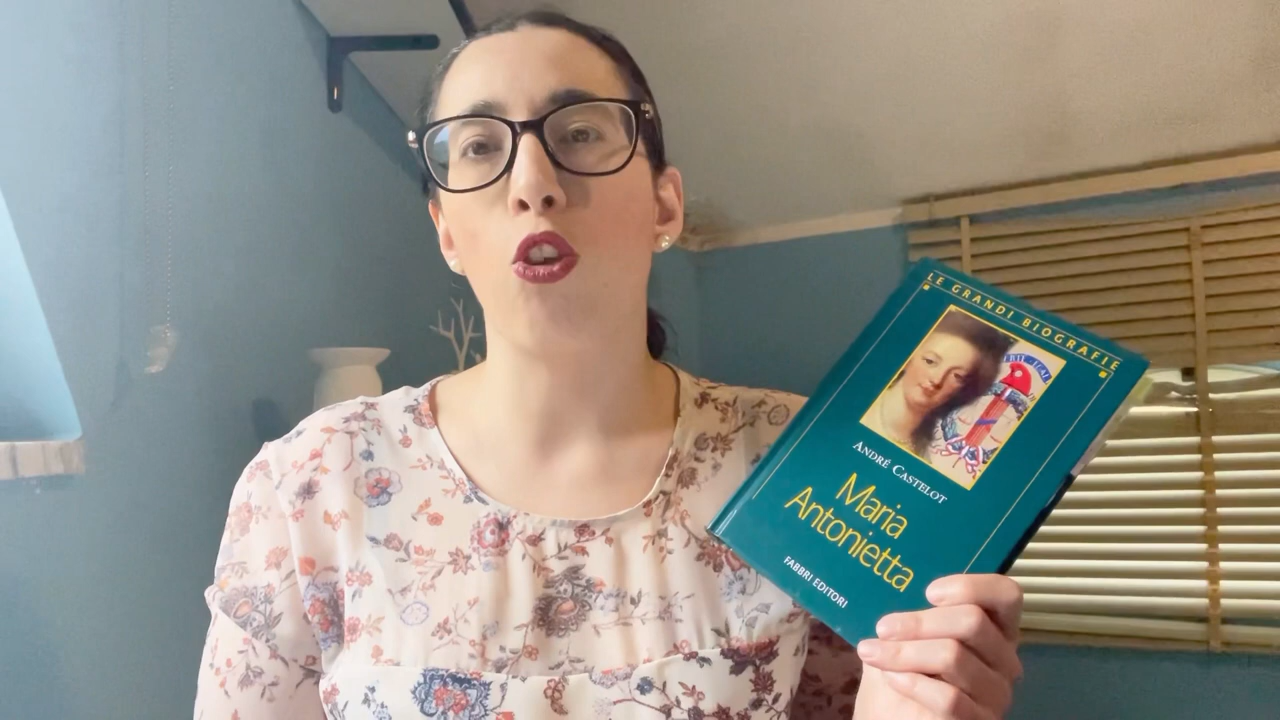 LE GRANDI BIOGRAFIE
ANDRÉ CASTELOT
Maria
Antonietta
FABBRI EDITORI